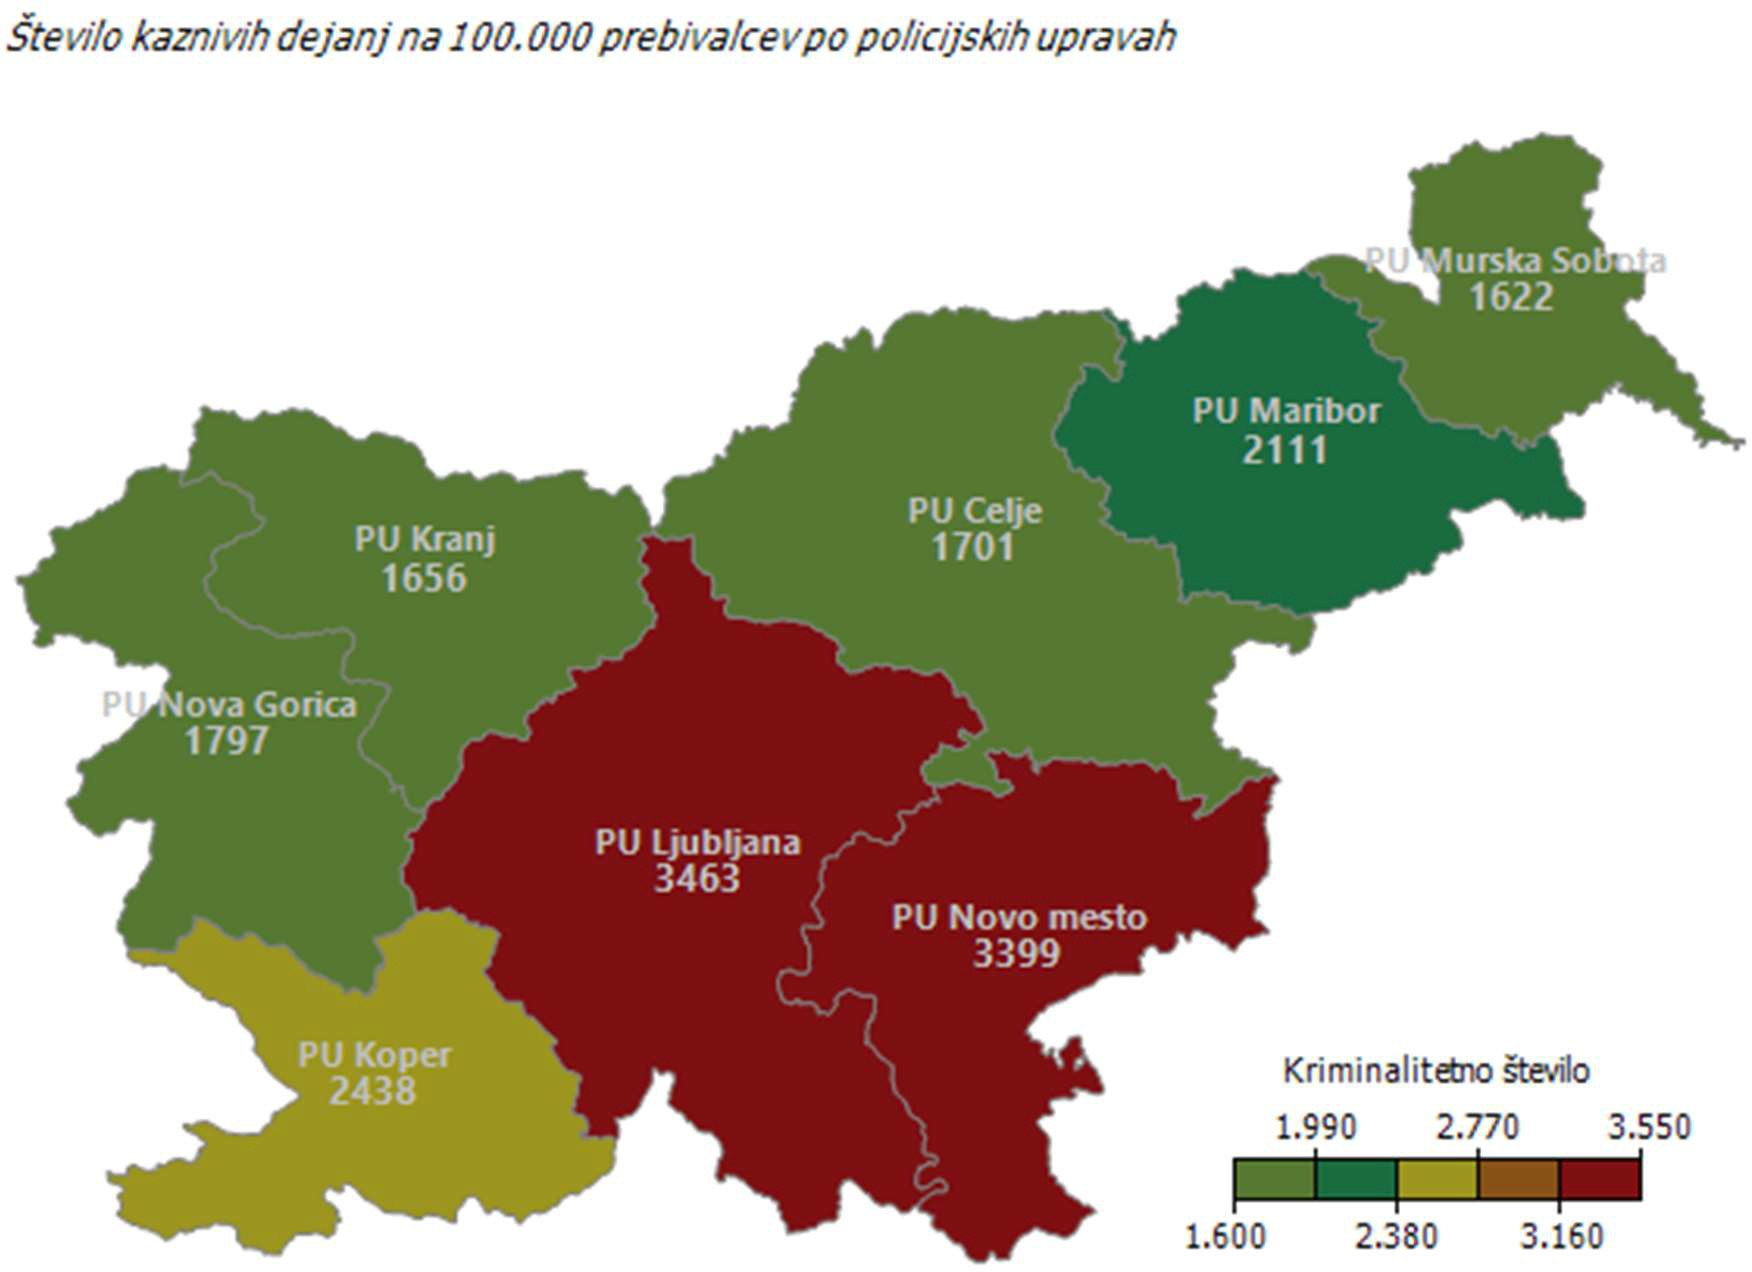 Število kaznivih dejanj na 100.000 prebivalcev po policijskih upravah
PU Murska Sobota
1622
PU Maribor
2111
PU Celje
1701
PU Kranj
1656
PU Nova Gorica
1797
PU Ljubljana
3463
PU Novo mesto
3399
PU Koper
2438
Kriminalitetno število
1.990 2.770 3.550
1.600 2.380 3.160